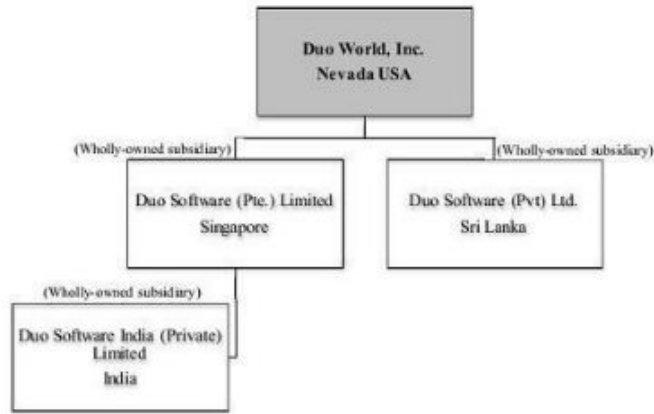 Duo World, Inc.
Nevada USA
(Wholly-owned subsidiary)
(Wholly-owned subsidiary)
Duo Software (Pte.) Limited
Singapore
Duo Software (Pvt) Ltd.
Sri Lanka
(Wholly-owned subsidiary)
Duo Software India (Private)
Limited
India